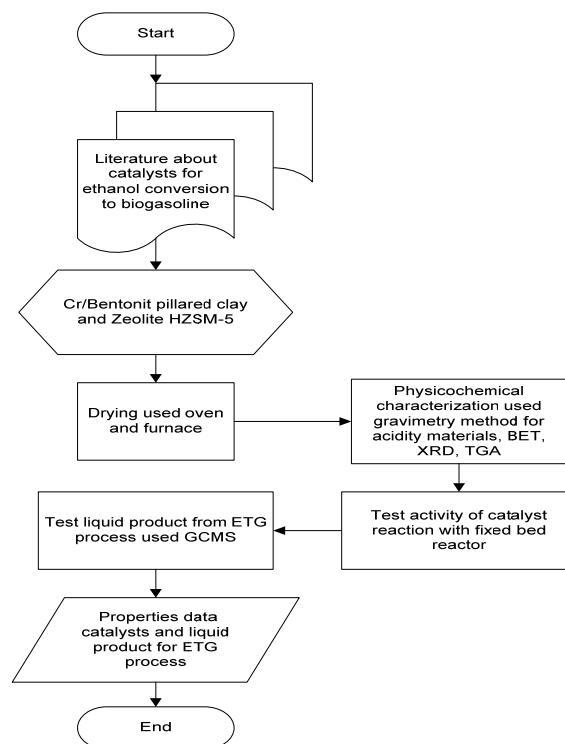 Start
Literature about
catalysts for
ethanol conversion
to biogasoline
Cr/Bentonit pillared clay
and Zeolite HZSM-5
Drying used oven
and furnace
Physicochemical
characterization used
gravimetry method for
acidity materials, BET,
XRD, TGA
Test activity of catalyst
reaction with fixed bed
reactor
Test liquid product from ETG
process used GCMS
Properties data
catalysts and liquid
product for ETG
process
End